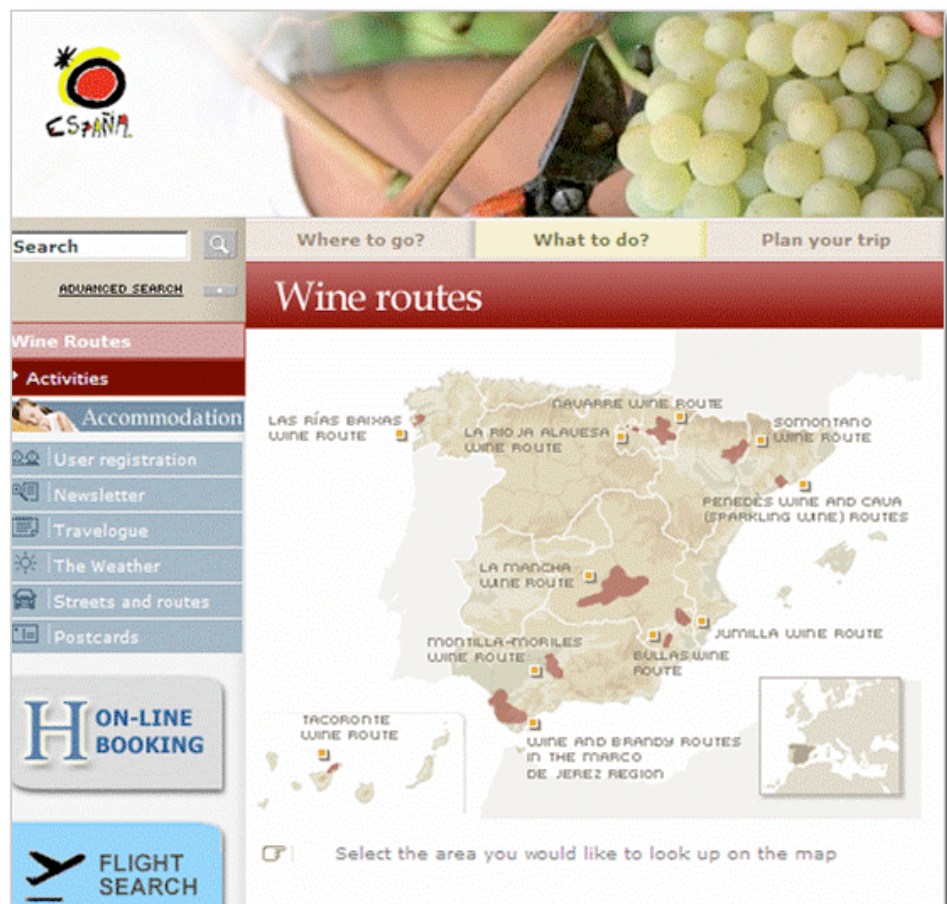 ESPAÑA
Search
ADVANCED SEARCH
Where to go?
What to do?
Plan your trip
Wine routes
Wine Routes
Activities
Accommodation
User registration
Newsletter
Travelogue
The Weather
Streets and routes
Postcards
H ON-LINE
BOOKING
FLIGHT
SEARCH
LAS RÍAS BAIXAS
WINE ROUTE
NAVARRE WINE ROUTE
LA RIOJA ALAVESA
WINE ROUTE
SOMONTANO
WINE ROUTE
PENEDÈS WINE AND CAVA
(SPARKLING WINE) ROUTES
LA MANCHA
WINE ROUTE
JUMILLA WINE ROUTE
BULLAS WINE
ROUTE
MONTILLA-MORILES
WINE ROUTE
TACORONTE
WINE ROUTE
WINE AND BRANDY ROUTES
IN THE MARCO
DE JEREZ REGION
Select the area you would like to look up on the map